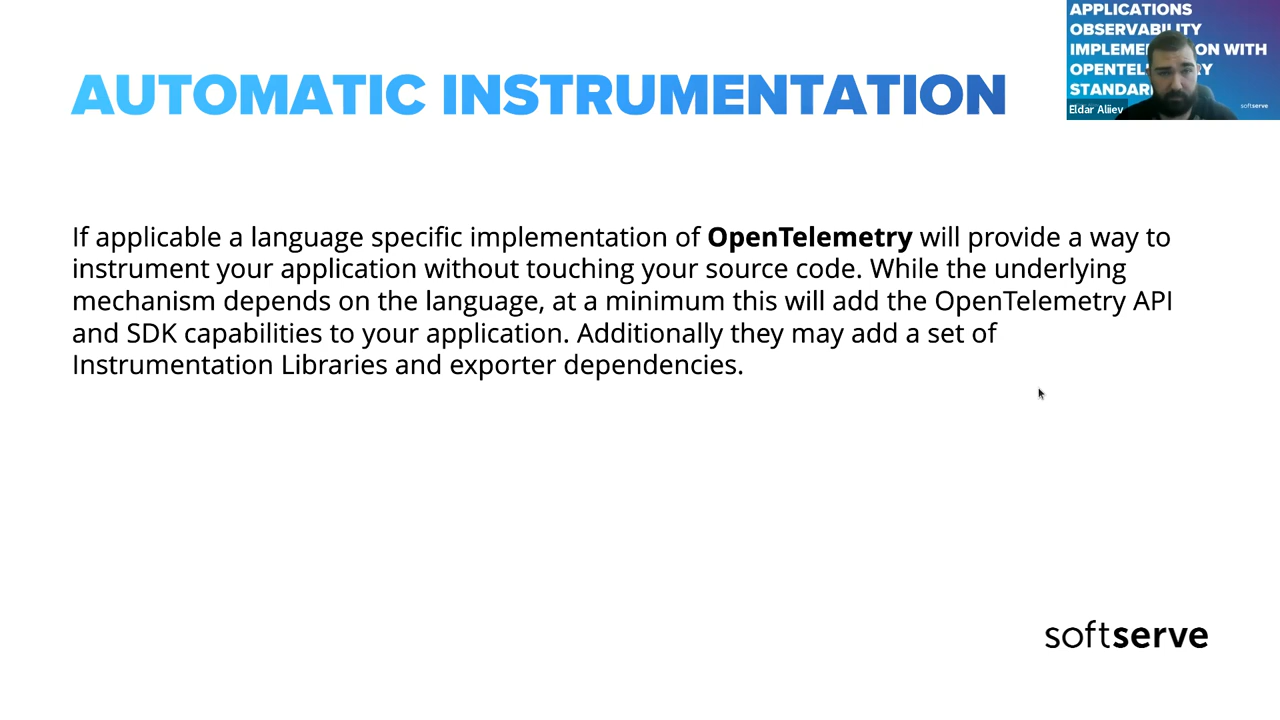 AUTOMATIC INSTRUMENTATION
APPLICATIONS
OBSERVABILITY
ON WITH
softserve
Eldar Aliiev
If applicable a language specific implementation of OpenTelemetry will provide a way to
instrument your application without touching your source code. While the underlying
mechanism depends on the language, at a minimum this will add the OpenTelemetry API
and SDK capabilities to your application. Additionally they may add a set of
Instrumentation Libraries and exporter dependencies.
softserve